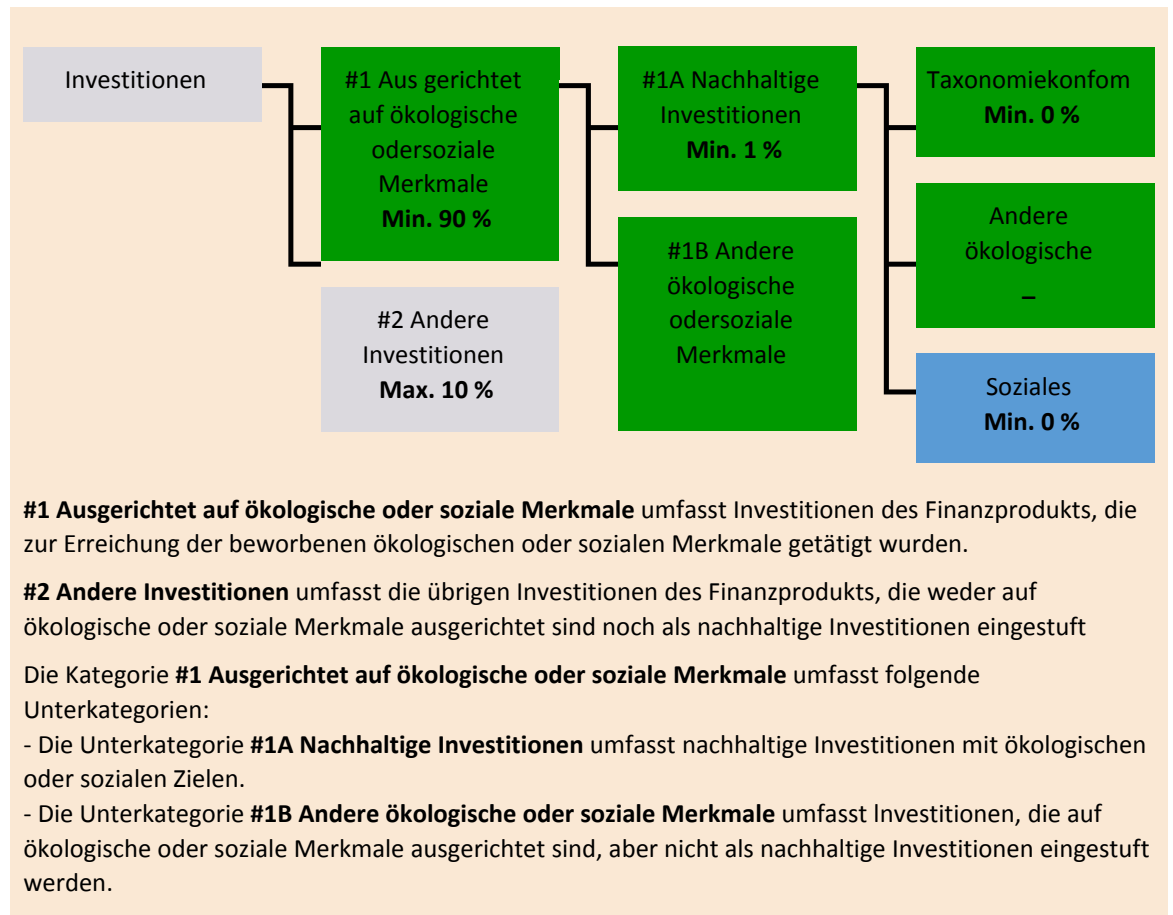 Investitionen
#1 Aus gerichtet
auf ökologische
odersoziale
Merkmale
Min. 90 %
#2 Andere
Investitionen
Max. 10 %
#1A Nachhaltige
Investitionen
Min. 1 %
#1B Andere
ökologische
odersoziale
Merkmale
Taxonomiekonfom
Min. 0 %
Andere
ökologische
–
Soziales
Min. 0 %
#1 Ausgerichtet auf ökologische oder soziale Merkmale umfasst Investitionen des Finanzprodukts, die
zur Erreichung der beworbenen ökologischen oder sozialen Merkmale getätigt wurden.
#2 Andere Investitionen umfasst die übrigen Investitionen des Finanzprodukts, die weder auf
ökologische oder soziale Merkmale ausgerichtet sind noch als nachhaltige Investitionen eingestuft
Die Kategorie #1 Ausgerichtet auf ökologische oder soziale Merkmale umfasst folgende
Unterkategorien:
- Die Unterkategorie #1A Nachhaltige Investitionen umfasst nachhaltige Investitionen mit ökologischen
oder sozialen Zielen.
- Die Unterkategorie #1B Andere ökologische oder soziale Merkmale umfasst lnvestitionen, die auf
ökologische oder soziale Merkmale ausgerichtet sind, aber nicht als nachhaltige Investitionen eingestuft
werden.